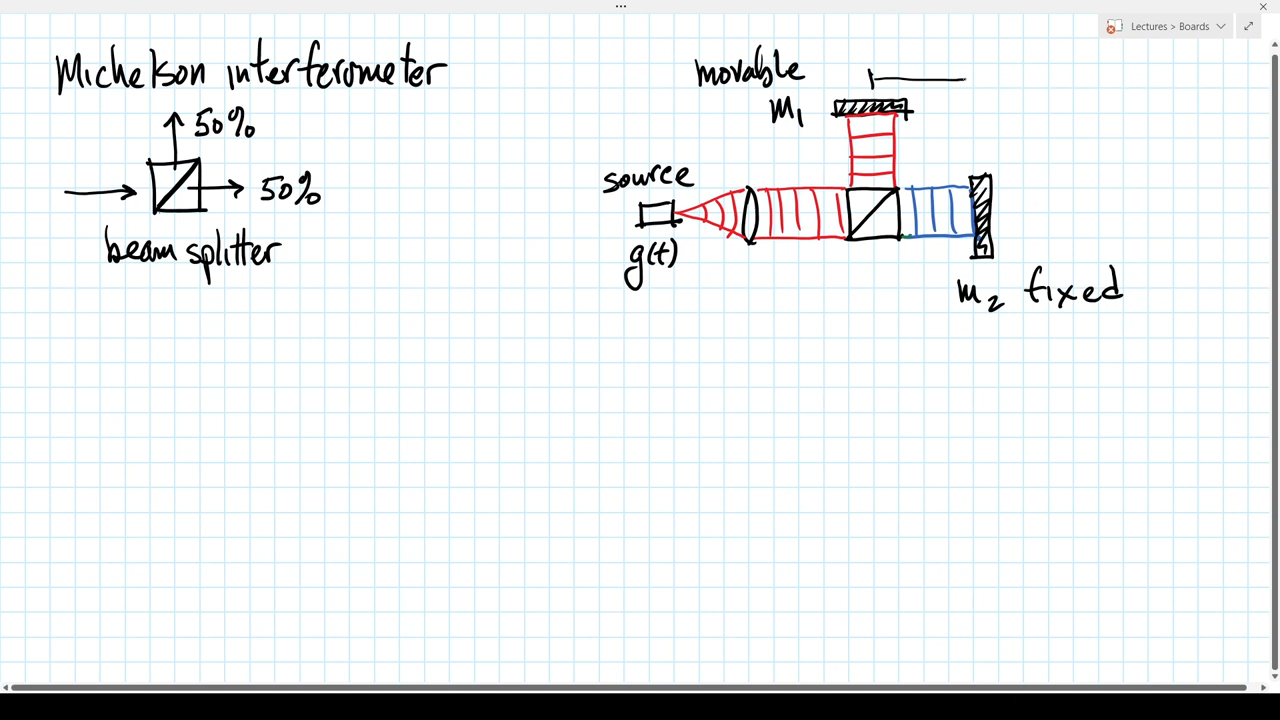 Lectures > Boards
Michelson interferometer
50%
50%
beam splitter
movable
M₁
source
g(t)
m₂ fixed